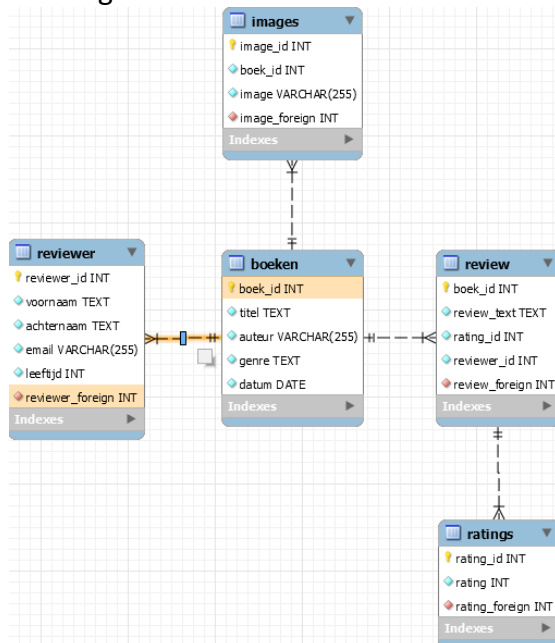 images
image_id INT
boek_id INT
image VARCHAR(255)
image_foreign INT
Indexes
reviewer
reviewer_id INT
voornaam TEXT
achternaam TEXT
email VARCHAR(255)
leeftijd INT
reviewer_foreign INT
Indexes
boeken
boek_id INT
titel TEXT
auteur VARCHAR(255)
genre TEXT
datum DATE
Indexes
review
boek_id INT
review_text TEXT
rating_id INT
reviewer_id INT
review_foreign INT
Indexes
ratings
rating_id INT
rating INT
rating_foreign INT
Indexes